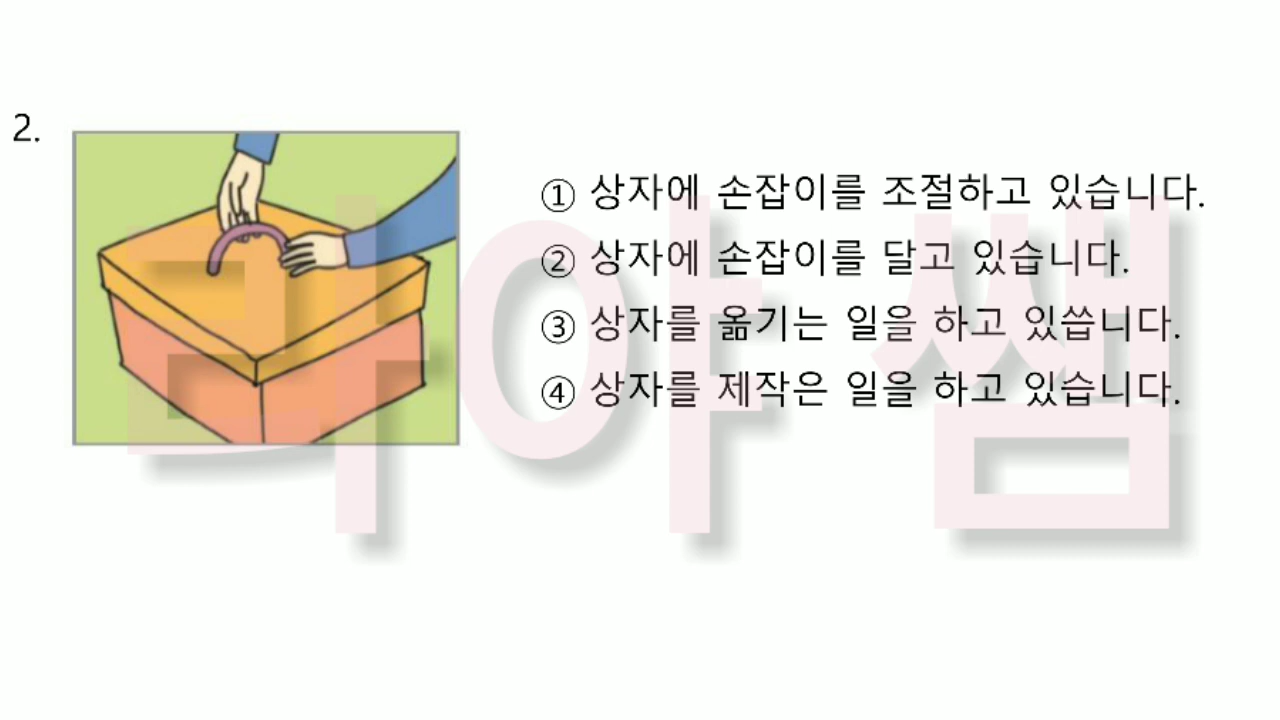 2.
① 상자에 손잡이를 조절하고 있습니다.
② 상자에 손잡이를 달고 있습니다.
③ 상자를 옮기는 일을 하고 있씁니다.
④ 상자를 제작은 일을 하고 있습니다.
야 쌤